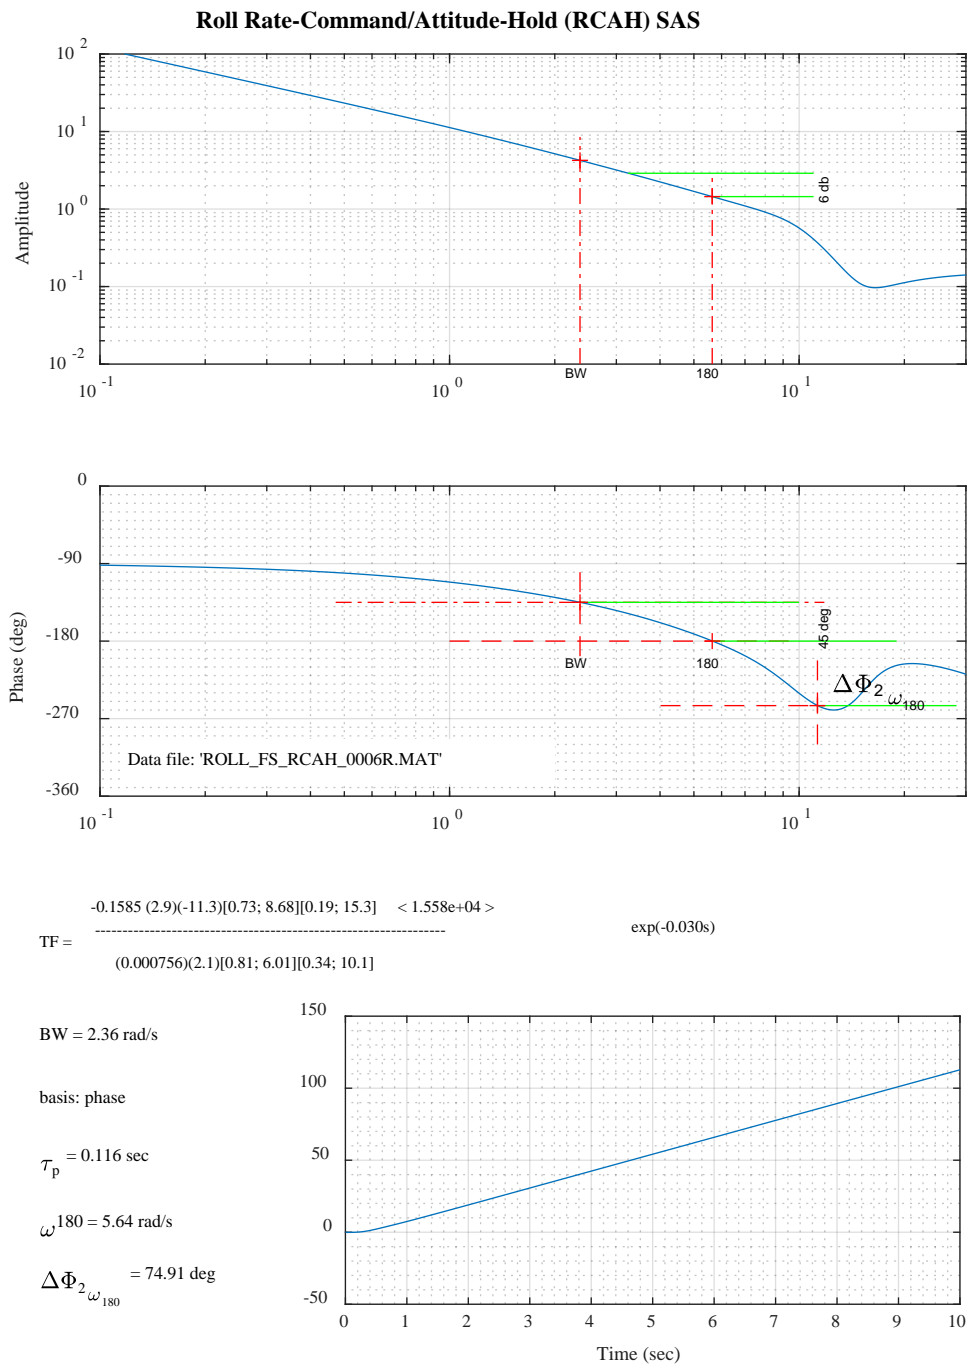 Roll Rate-Command/Attitude-Hold (RCAH) SAS
10 2
10 1
10 0
10 -1
10 -2
Amplitude
6 db
BW
180
10 -1
10 0
10 1
0
-90
-180
-270
-360
Phase (deg)
45 deg
BW
180
ΔΦ2 ω180
Data file: 'ROLL_FS_RCAH_0006R.MAT'
10 -1
10 0
10 1
-0.1585 (2.9)(-11.3)[0.73; 8.68][0.19; 15.3] < 1.558e+04 >
TF = ---------------------------------------------------------------- exp(-0.030s)
(0.000756)(2.1)[0.81; 6.01][0.34; 10.1]
BW = 2.36 rad/s
basis: phase
τp = 0.116 sec
ω180 = 5.64 rad/s
ΔΦ2 ω180 = 74.91 deg
150
100
50
0
-50
0 1 2 3 4 5 6 7 8 9 10
Time (sec)